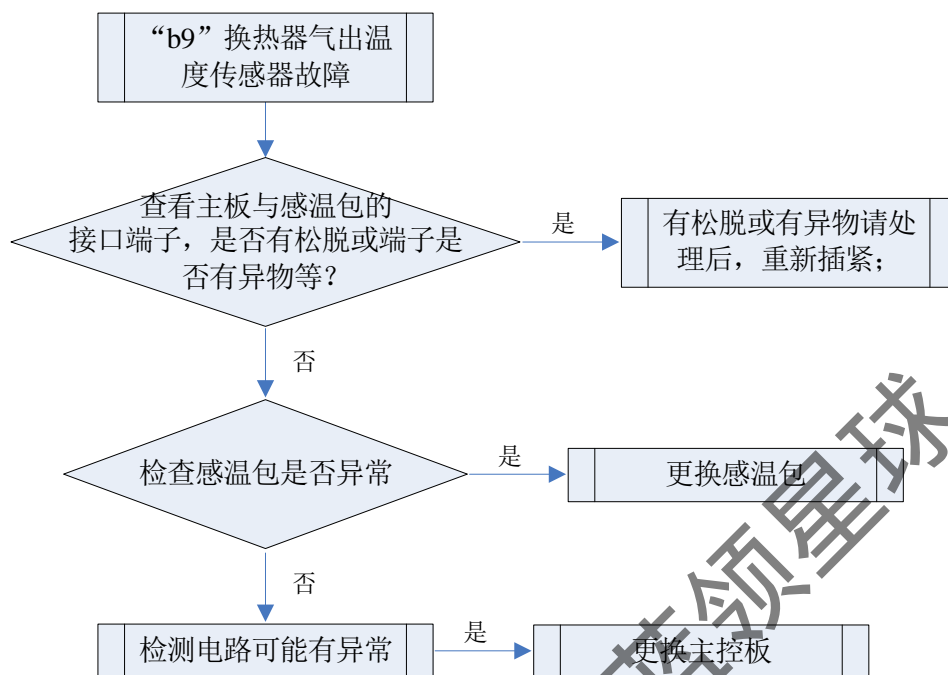 “b9”换热器气出温
度传感器故障
查看主板与感温包的
接口端子，是否有松脱或端子是
否有异物等？
是
有松脱或有异物请处
理后，重新插紧；
否
检查感温包是否异常
是
更换感温包
否
检测电路可能有异常
是
更换主控板
蓝领星球